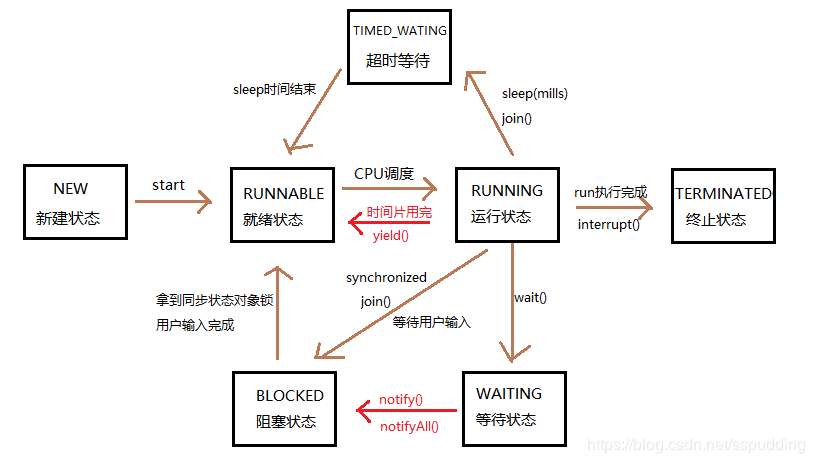 TIMED_WATING
超时等待
sleep时间结束
sleep(mills)
join()
NEW
新建状态
start
RUNNABLE
就绪状态
CPU调度
时间片用完
yield()
RUNNING
运行状态
run执行完成
interrupt()
TERMINATED
终止状态
拿到同步状态对象锁
用户输入完成
synchronized
join()
等待用户输入
wait()
BLOCKED
阻塞状态
notify()
notifyAll()
WAITING
等待状态
https://blog.csdn.net/sspudding